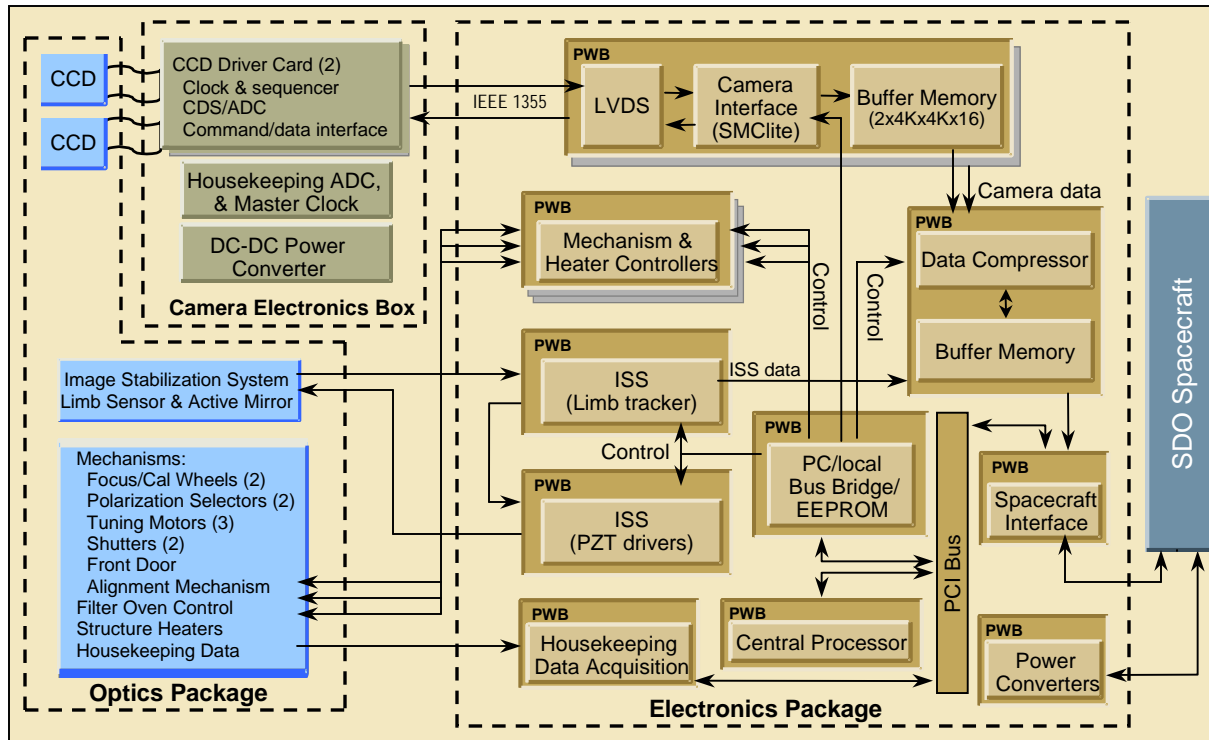 CCD
CCD
CCD Driver Card (2)
Clock & sequencer
CDS/ADC
Command/data interface
Housekeeping ADC,
& Master Clock
DC-DC Power
Converter
Camera Electronics Box
IEEE 1355
PWB
LVDS
Camera
Interface
(SMClite)
Buffer Memory
(2x4Kx4Kx16)
Camera data
PWB
Mechanism &
Heater Controllers
Control
Control
PWB
Data Compressor
Buffer Memory
SDO Spacecraft
Image Stabilization System
Limb Sensor & Active Mirror
PWB
ISS
(Limb tracker)
ISS data
Control
PWB
ISS
(PZT drivers)
PWB
PC/local
Bus Bridge/
EEPROM
PCI Bus
PWB
Spacecraft
Interface
Mechanisms:
Focus/Cal Wheels (2)
Polarization Selectors (2)
Tuning Motors (3)
Shutters (2)
Front Door
Alignment Mechanism
Filter Oven Control
Structure Heaters
Housekeeping Data
Optics Package
PWB
Housekeeping
Data Acquisition
PWB
Central Processor
PWB
Power
Converters
Electronics Package